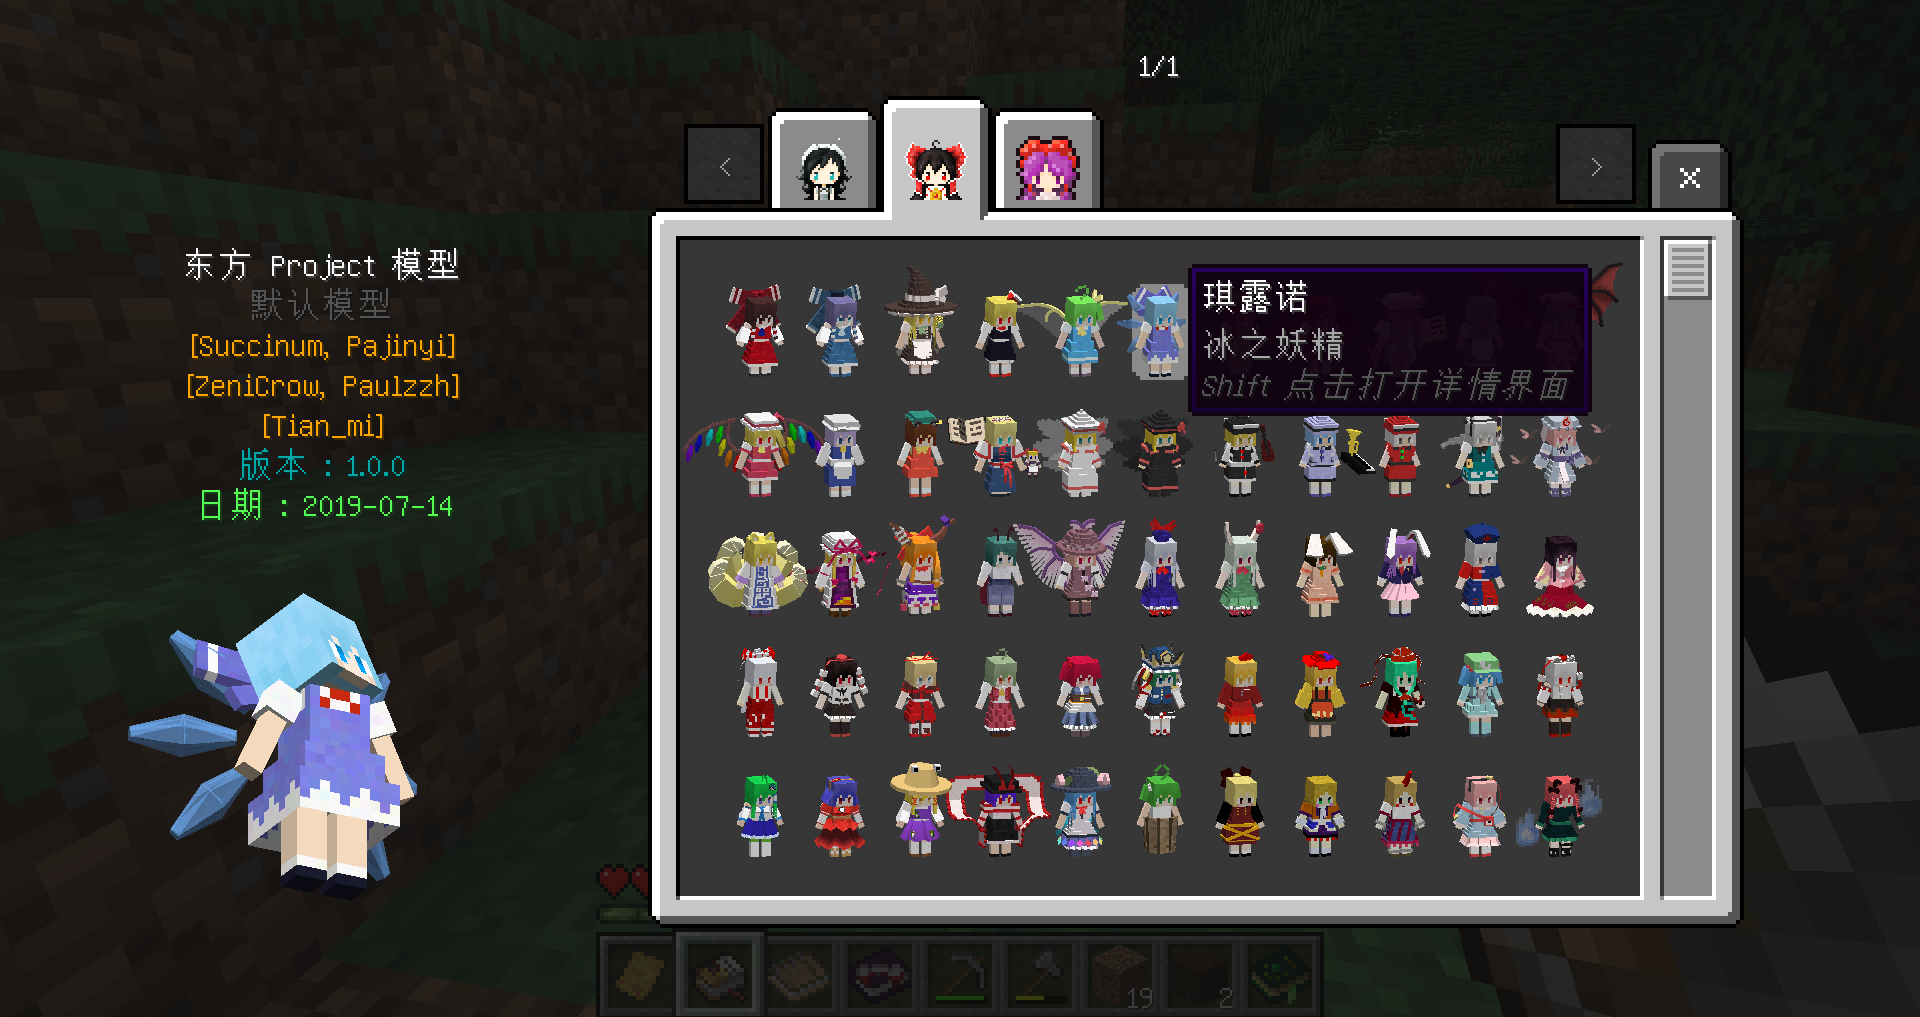 1/1
<
>
X
东方 Project 模型
默认模型
[Succinum, Pajinyi]
[ZeniCrow, Paulzzh]
[Tian_mi]
版本 : 1.0.0
日期 : 2019-07-14
琪露诺
冰之妖精
Shift 点击打开详情界面
19
2